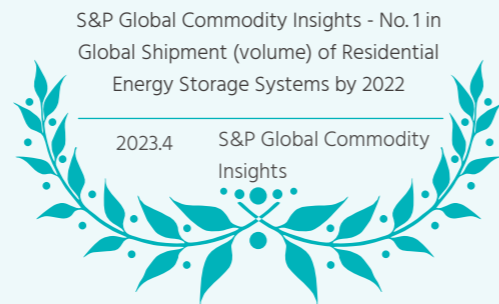 S&P Global Commodity Insights - No. 1 in
Global Shipment (volume) of Residential
Energy Storage Systems by 2022
2023.4
S&P Global Commodity
Insights